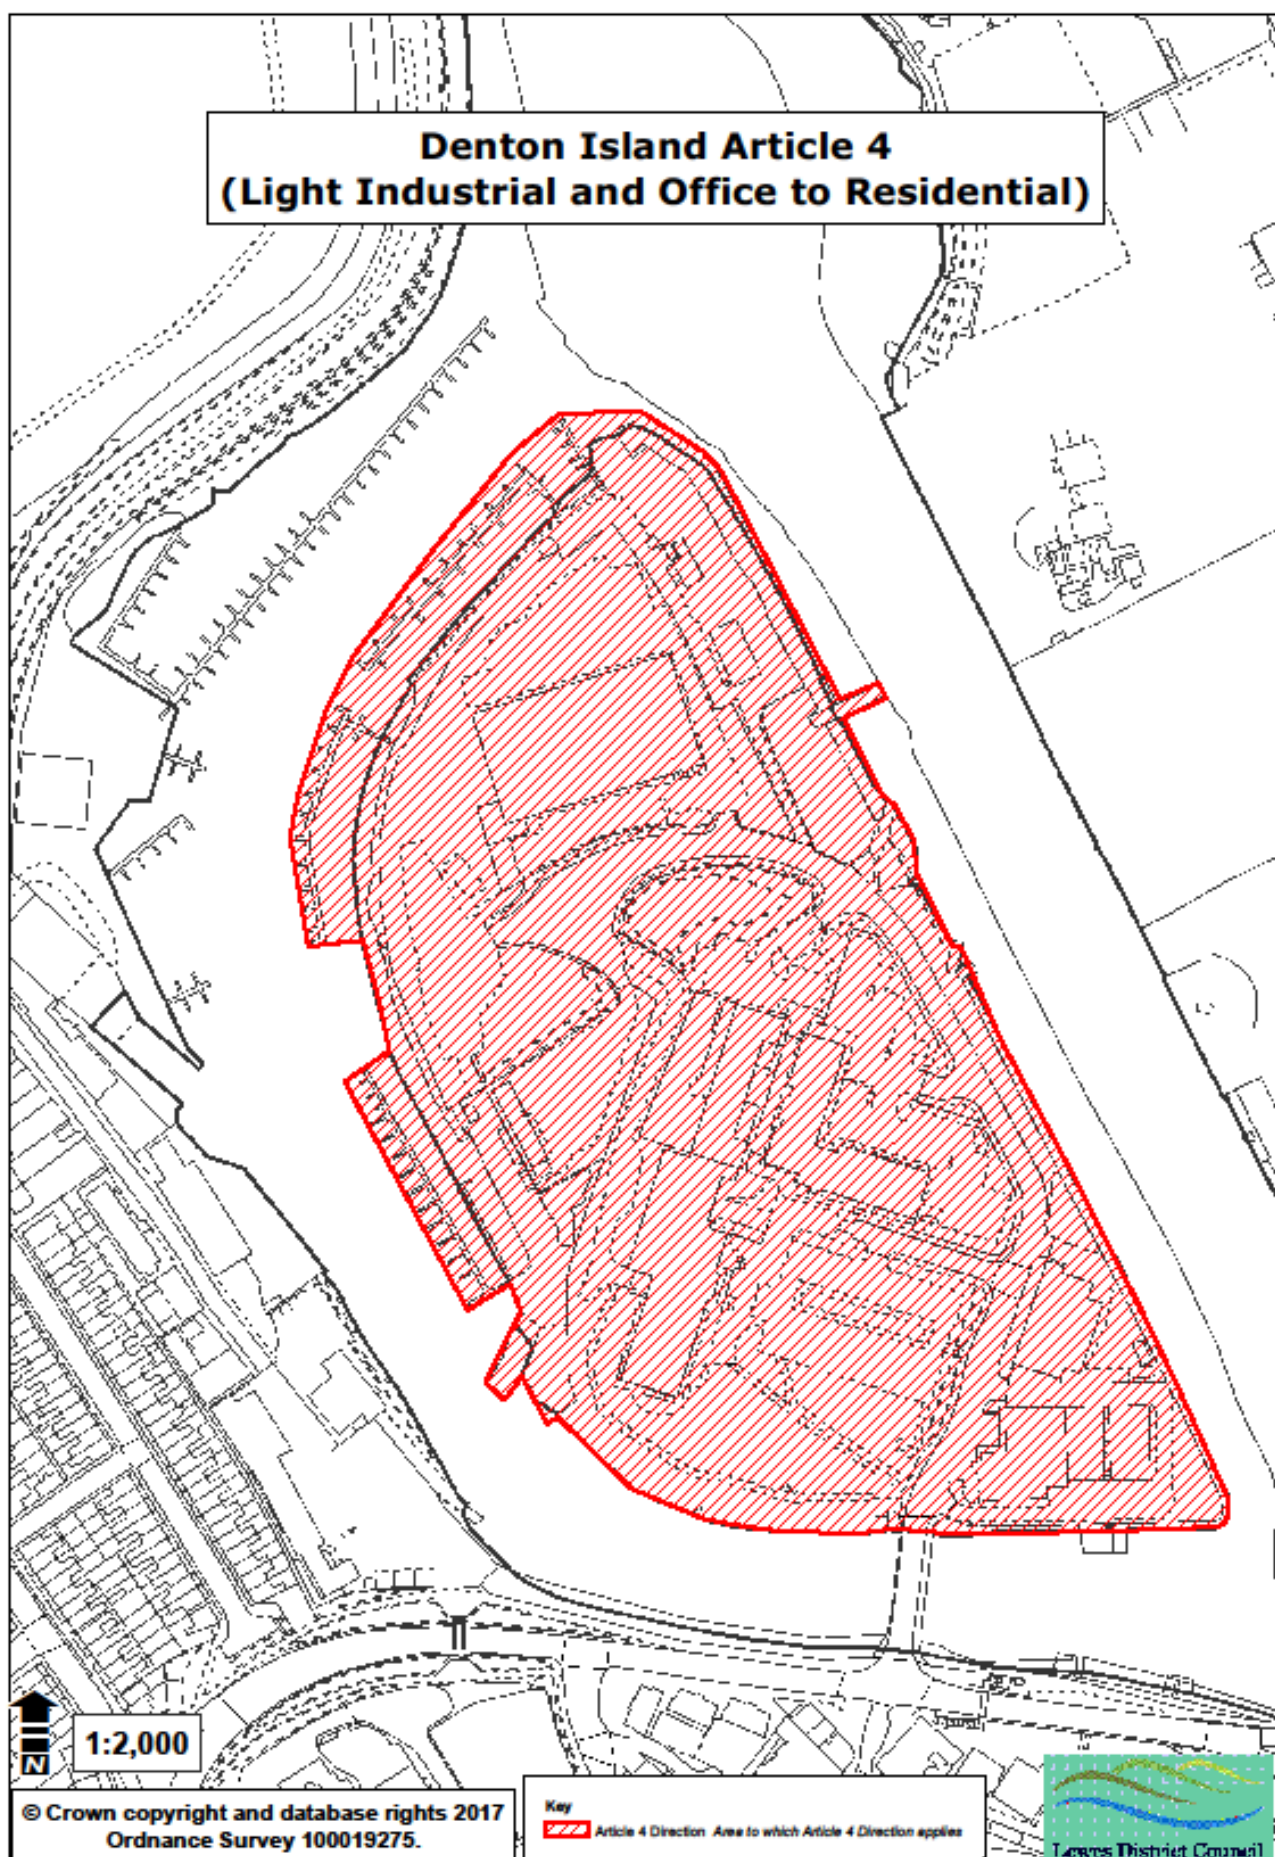 Denton Island Article 4
(Light Industrial and Office to Residential)
N
1:2,000
© Crown copyright and database rights 2017
Ordnance Survey 100019275.
Key
Article 4 Direction Area to which Article 4 Direction applies
Lewes District Council